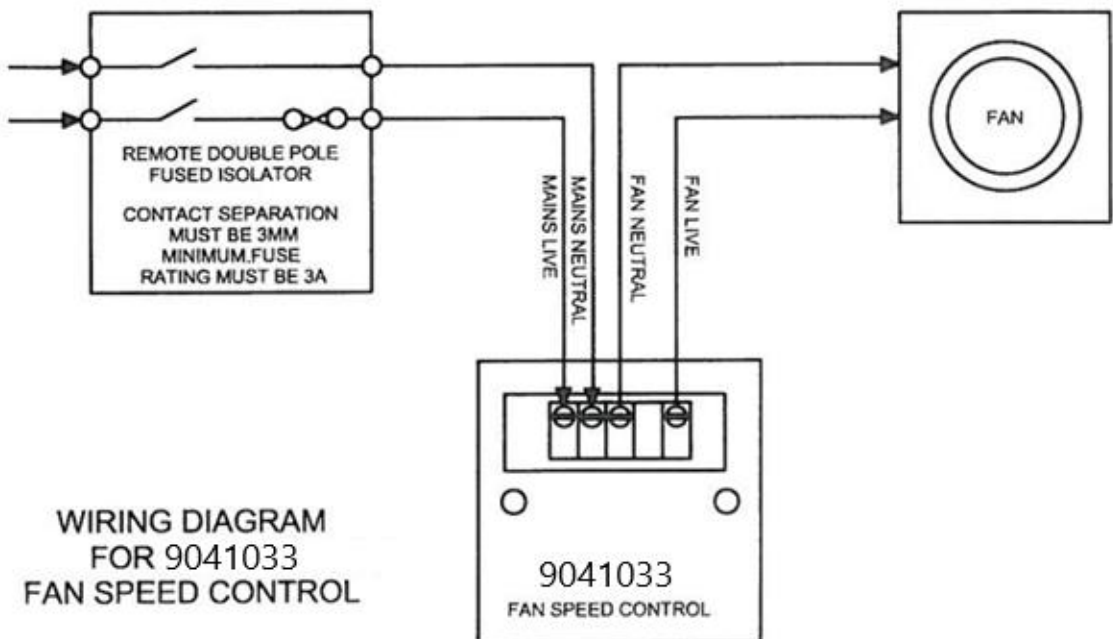 REMOTE DOUBLE POLE
FUSED ISOLATOR
CONTACT SEPARATION
MUST BE 3MM
MINIMUM.FUSE
RATING MUST BE 3A
MAINS LIVE
MAINS NEUTRAL
FAN NEUTRAL
FAN LIVE
FAN
WIRING DIAGRAM
FOR 9041033
FAN SPEED CONTROL
9041033
FAN SPEED CONTROL